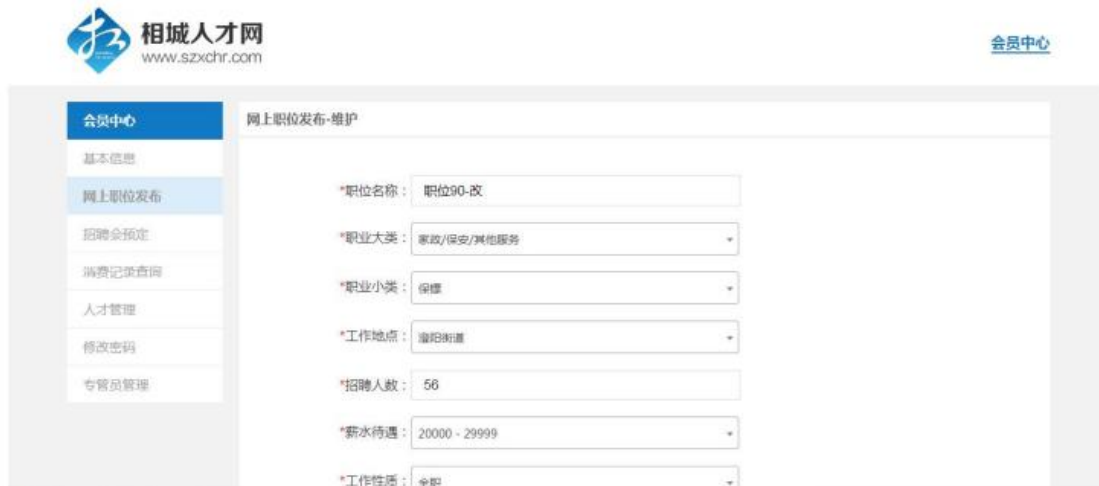 相城人才网
www.szxchr.com
会员中心
会员中心
基本信息
网上职位发布
招聘会预定
消费记录查询
人才管理
修改密码
专管员管理
网上职位发布-维护
*职位名称： 职位90-改
*职业大类： 家政/保安/其他服务
*职业小类： 保镖
*工作地点： 澄阳街道
*招聘人数： 56
*薪水待遇： 20000 - 29999
*工作性质： 全职